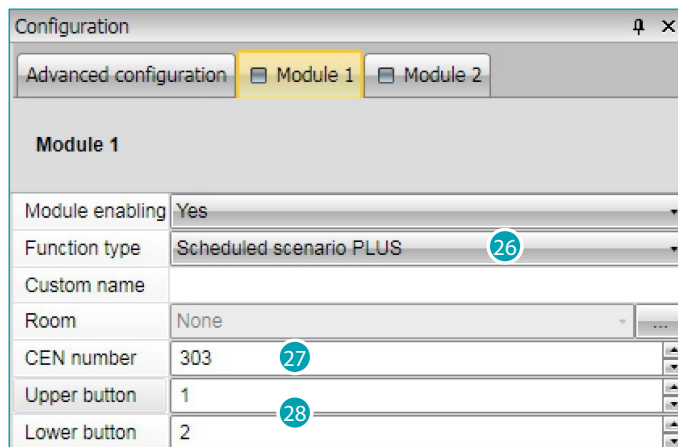 Configuration
Advanced configuration Module 1 Module 2
Module 1
Module enabling Yes
Function type Scheduled scenario PLUS 26
Custom name
Room None ...
CEN number 303 27
Upper button 1
28
Lower button 2